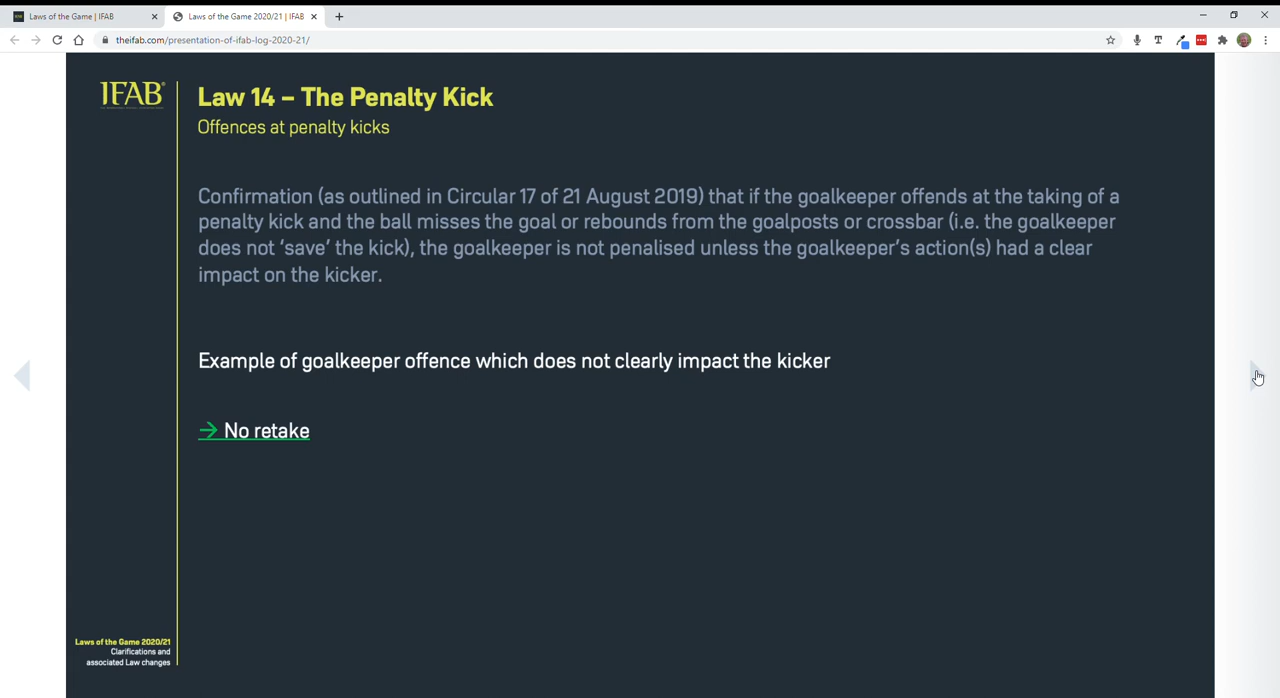 Laws of the Game | IFAB
Laws of the Game 2020/21 | IFAB
theifab.com/presentation-of-ifab-log-2020-21/
IFAB
Law 14 – The Penalty Kick
Offences at penalty kicks
Confirmation (as outlined in Circular 17 of 21 August 2019) that if the goalkeeper offends at the taking of a
penalty kick and the ball misses the goal or rebounds from the goalposts or crossbar (i.e. the goalkeeper
does not ‘save’ the kick), the goalkeeper is not penalised unless the goalkeeper’s action(s) had a clear
impact on the kicker.
Example of goalkeeper offence which does not clearly impact the kicker
→ No retake
Laws of the Game 2020/21
Clarifications and
associated Law changes